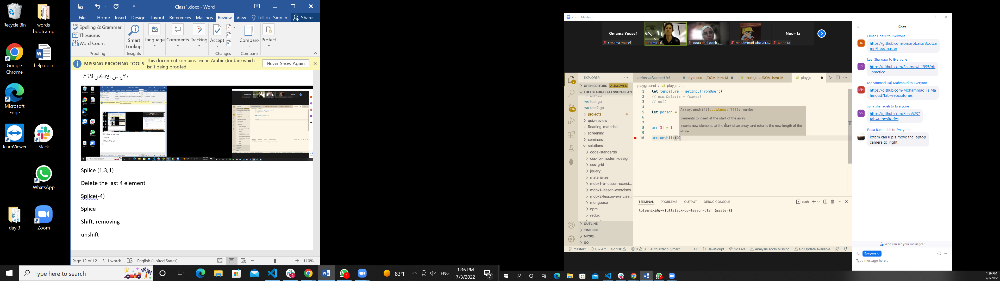 Recycle Bin
words
bootcamp
Google
Chrome
help.docx
Microsoft
Edge
TeamViewer
Slack
WhatsApp
day 3
Zoom
Class1.docx - Word
File Home Insert Design Layout References Mailings Review View Tell m Sign in Share
ABC Spelling & Grammar
Thesaurus
ABC 123 Word Count
Proofing
Smart
Lookup
Insights
Language
Comments
Tracking
Accept
Changes
Compare
Compare
Protect
MISSING PROOFING TOOLS This document contains text in Arabic (Jordan) which
isn't being proofed.
Never Show Again
بلش من الاندكس لثالث
Splice (1,3,1)
Delete the last 4 element
Splice(-4)
Splice
Shift, removing
unshift
Page 12 of 12 311 words English (United States) 110%
Type here to search
83°F ENG 1:36 PM
7/3/2022
7
Zoom Meeting
Omama Yousef
Omama Yousef
Lotem Hiki
Roaa Bani odeh
Mohammad Abd Alra...
Noor-fa
Noor-fa
EXPLORER
OPEN EDITORS 2 UNSAVED
FULLSTACK-BC-LESSON-PLAN
test.go
test2.go
projects
quiz-review
Reading-materials
screening
seminars
solutions
code-standards
css-for-modern-design
css-grid
jquery
materialize
mobx1-b-lesson-exerci...
mobx1-lesson-exercises
mobx2-lesson-exercise...
mongoose
npm
redux
OUTLINE
TIMELINE
MYSQL
GO
2
129
notes-advanced.txt # style.css .../DOM-intro M JS main.js .../DOM-intro M JS play.js
playground > JS play.js > ...
1 let tempature = getInputFromUser()
2 // userDetails = {name:}
3 // null
4
5 let person =
6
7
8 arr[3] = 1
9
10 arr.unshift(0)
Array.unshift(...items: T[]): number
Elements to insert at the start of the array.
Inserts new elements at the start of an array, and returns the new length of the
array.
TERMINAL PROBLEMS OUTPUT DEBUG CONSOLE
bash
lotemhiki@:~/fullstack-bc-lesson-plan (master)$
master* 0↓ 4↑ Go 1.16 0 0 Auto Attach: Smart LF {} JavaScript Go Live Analysis Tools Missing Go Update Available
Chat
Omar Obaisi to Everyone
OO
https://github.com/omarobaisi/Bootca
mp/tree/master
Luai Sharqawi to Everyone
LS
https://github.com/Sharqawi-1995/git
-practice
Mohammad Haj-Mahmoud to Everyone
MH
https://github.com/MohammadHajMa
hmoud?tab=repositories
suha shehadeh to Everyone
SS
https://github.com/Suha523?
tab=repositories
Roaa Bani odeh to Everyone
lotem can u plz move the laptop
camera to right
Who can see your messages?
To: Everyone
Type message here...
1:36 PM
7/3/2022